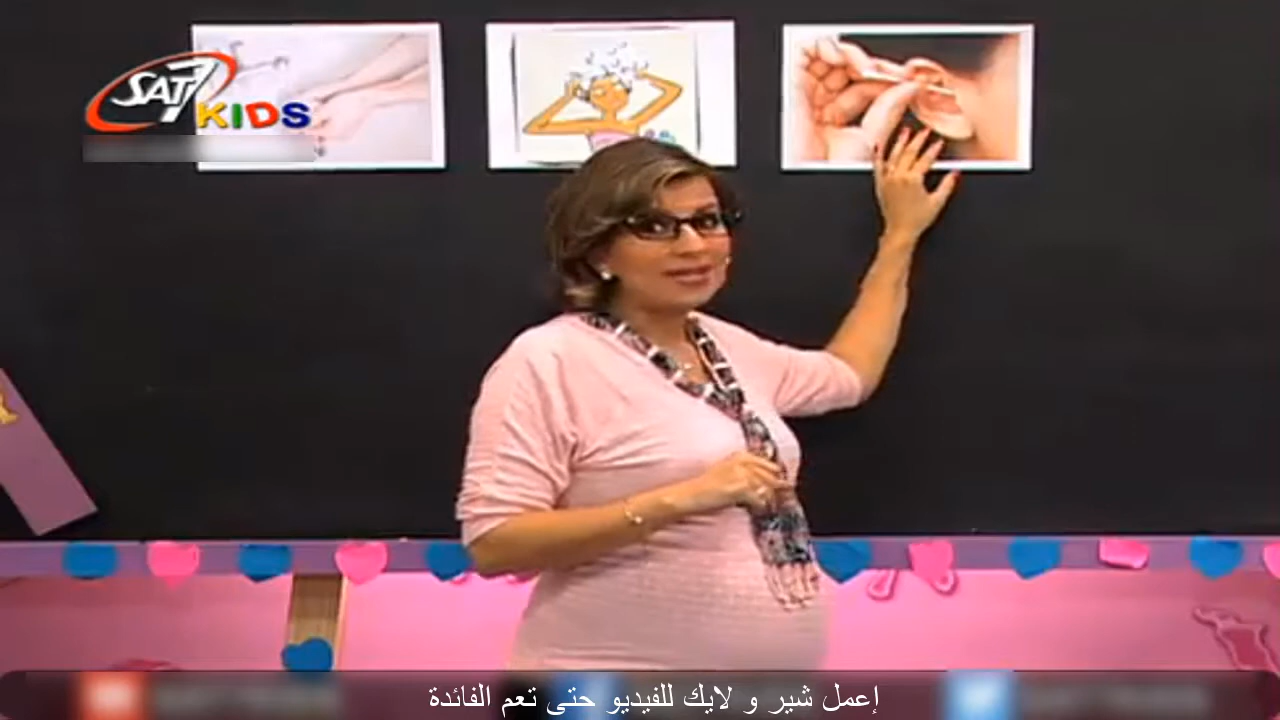 SAT7
KIDS
إعمل شير و لايك للفيديو حتى تعم الفائدة